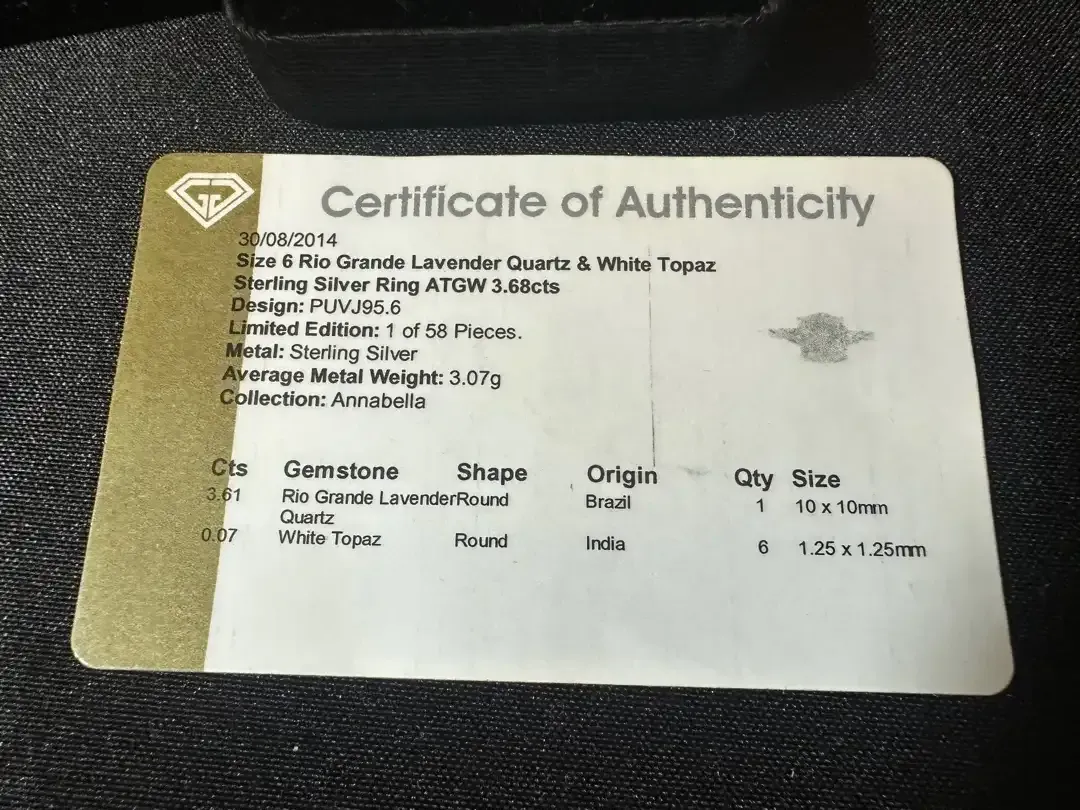 Certificate of Authenticity
30/08/2014
Size 6 Rio Grande Lavender Quartz & White Topaz
Sterling Silver Ring ATGW 3.68cts
Design: PUVJ95.6
Limited Edition: 1 of 58 Pieces.
Metal: Sterling Silver
Average Metal Weight: 3.07g
Collection: Annabella
Cts Gemstone Shape Origin Qty Size
3.61 Rio Grande Lavender Round Brazil 1 10 x 10mm
Quartz
0.07 White Topaz Round India 6 1.25 x 1.25mm